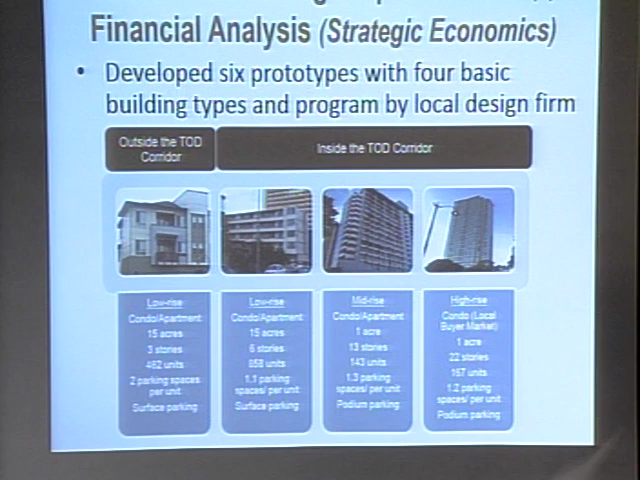 Financial Analysis (Strategic Economics)
• Developed six prototypes with four basic
building types and program by local design firm
Outside the TOD
Corridor
Inside the TOD Corridor
Low-rise
Condo/Apartment
15 acres
3 stories
462 units
2 parking spaces
per unit
Surface parking
Low-rise
Condo/Apartment
15 acres
6 stories
858 units
1.1 parking
spaces/ per unit
Surface parking
Mid-rise
Condo/Apartment
1 acre
13 stories
143 units
1.3 parking
spaces/ per unit
Podium parking
High-rise
Condo (Local
Buyer Market)
1 acre
22 stories
167 units
1.2 parking
spaces/ per unit
Podium parking